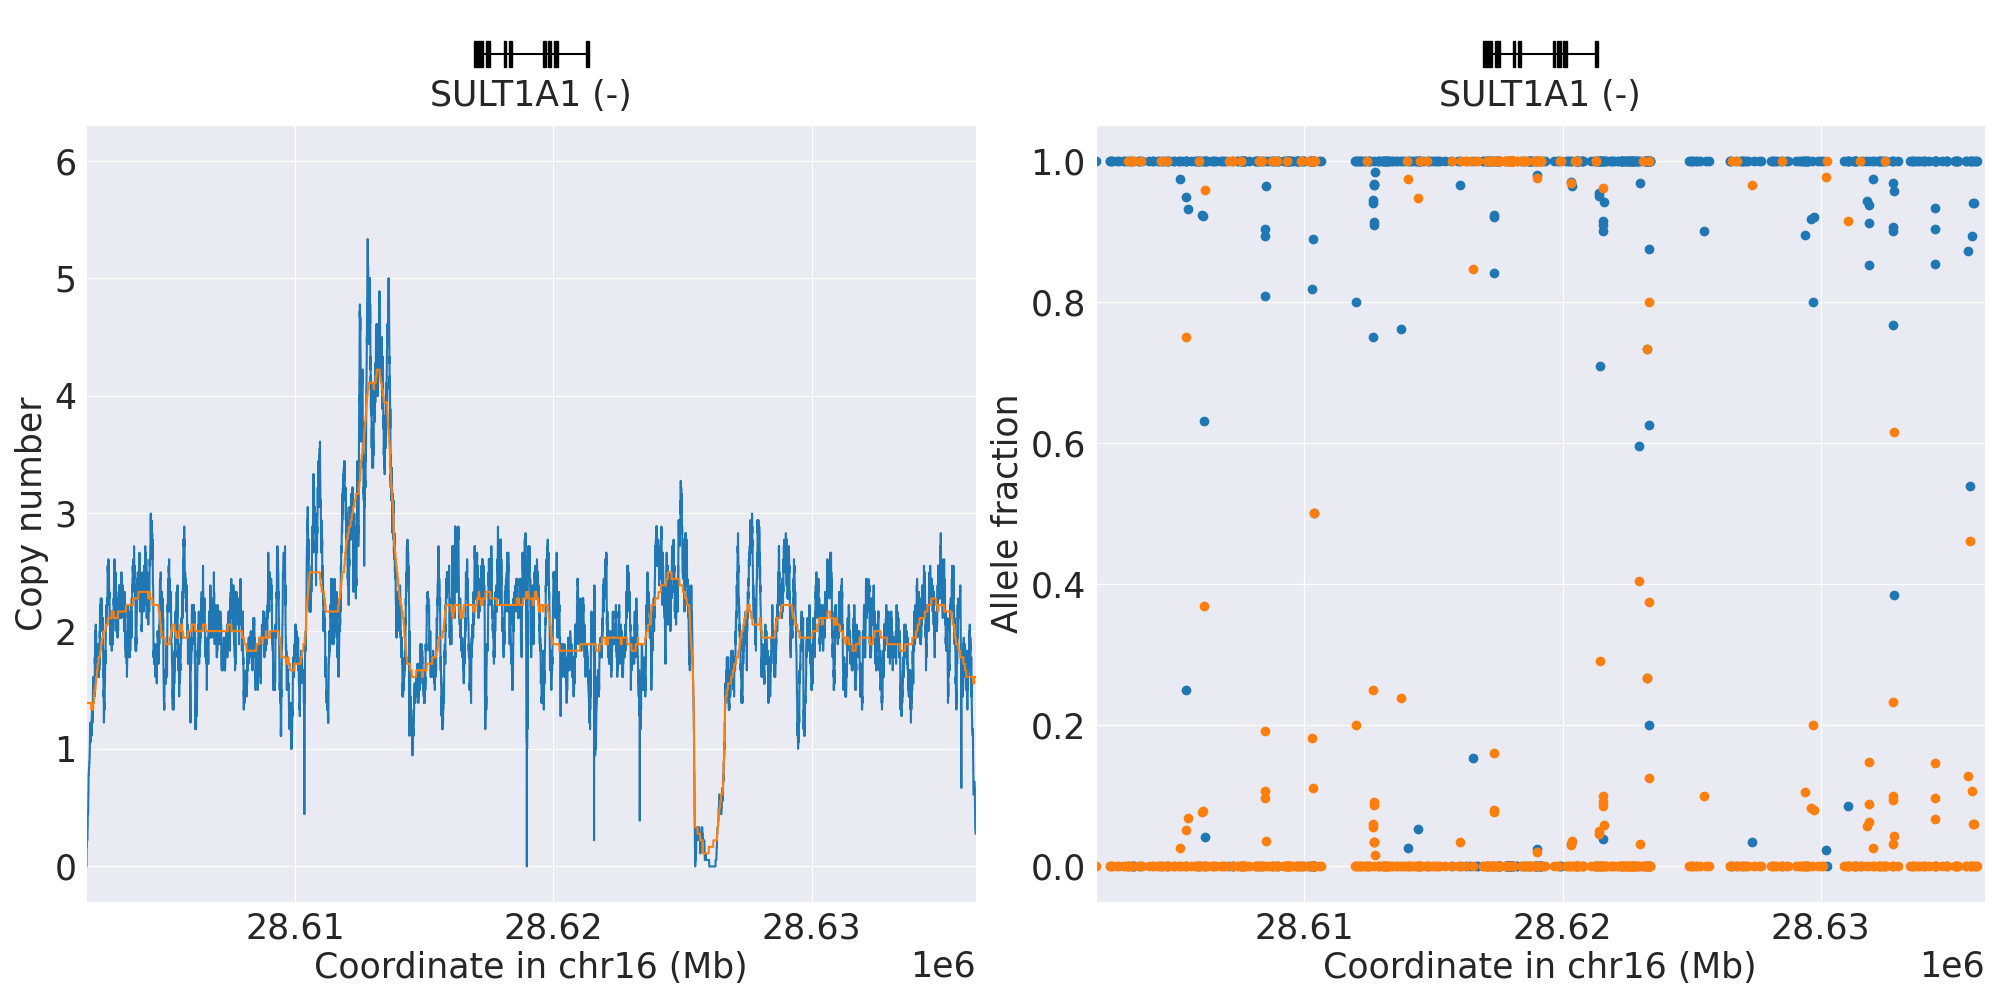 SULT1A1 (-)
6
5
4
3
2
1
0
Copy number
28.61
28.62
28.63
Coordinate in chr16 (Mb)
1e6
SULT1A1 (-)
1.0
0.8
0.6
0.4
0.2
0.0
Allele fraction
28.61
28.62
28.63
Coordinate in chr16 (Mb)
1e6